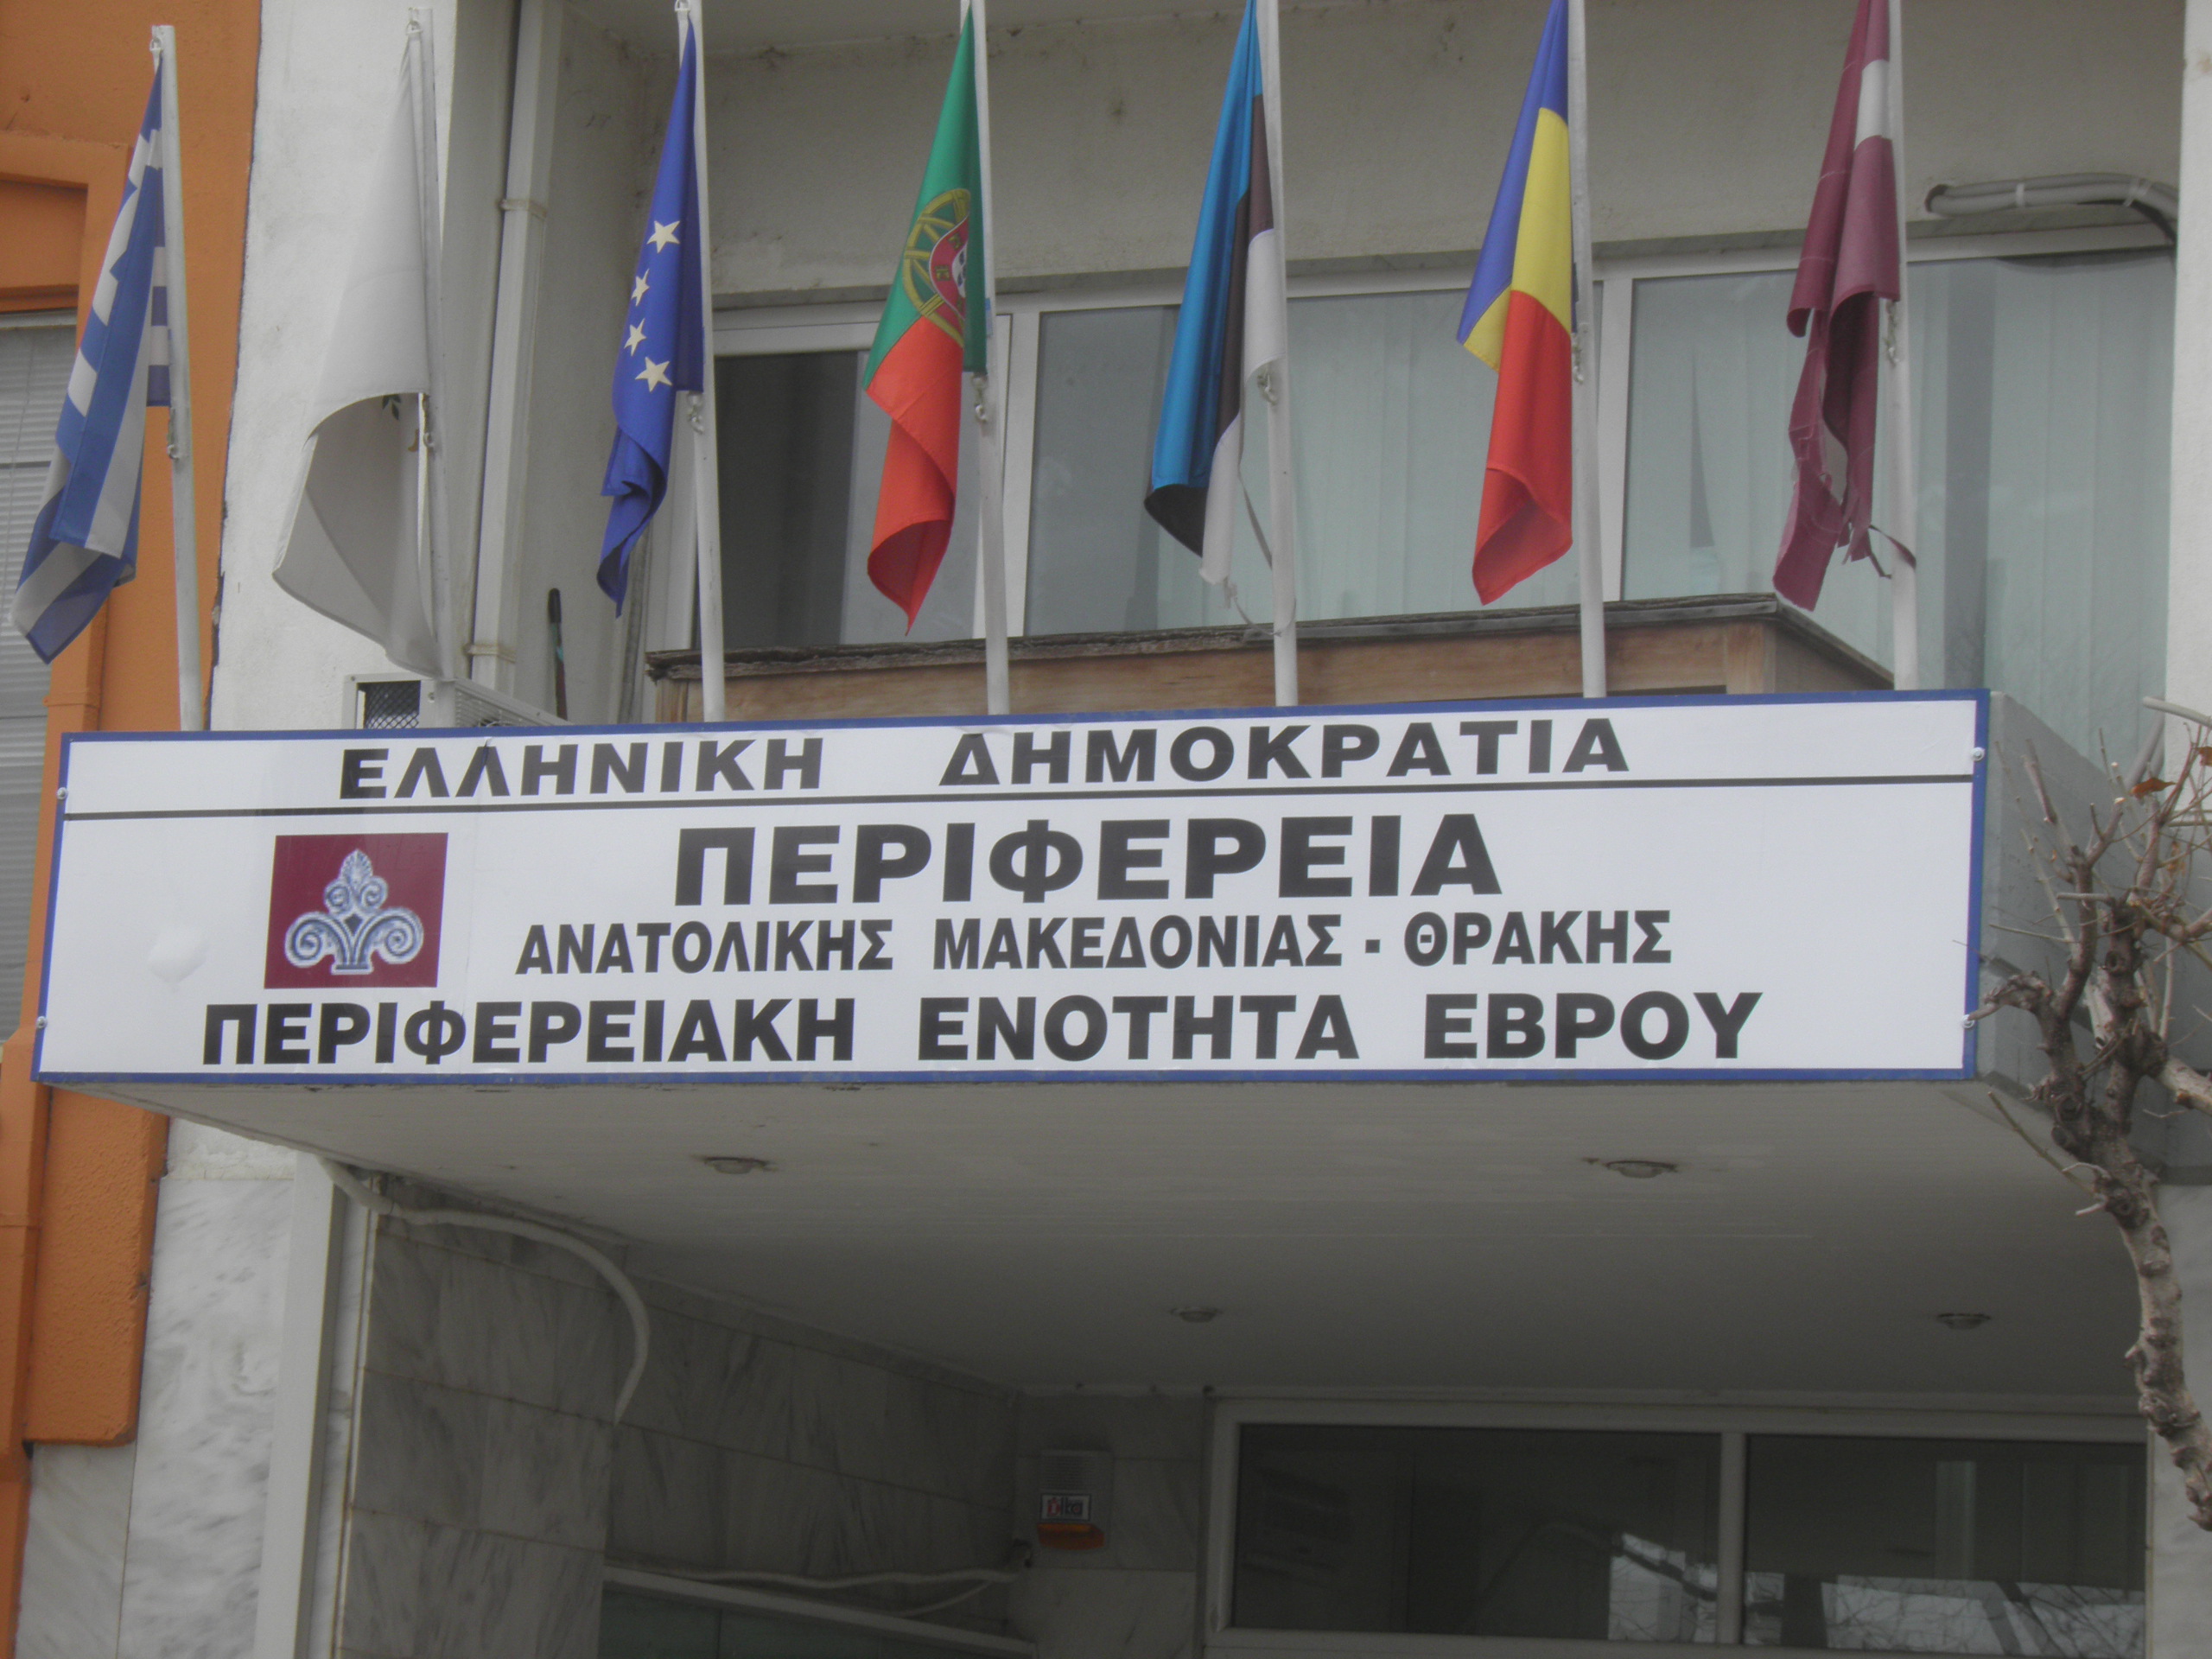 ΕΛΛΗΝΙΚΗ ΔΗΜΟΚΡΑΤΙΑ
ΠΕΡΙΦΕΡΕΙΑ
ΑΝΑΤΟΛΙΚΗΣ ΜΑΚΕΔΟΝΙΑΣ - ΘΡΑΚΗΣ
ΠΕΡΙΦΕΡΕΙΑΚΗ ΕΝΟΤΗΤΑ ΕΒΡΟΥ